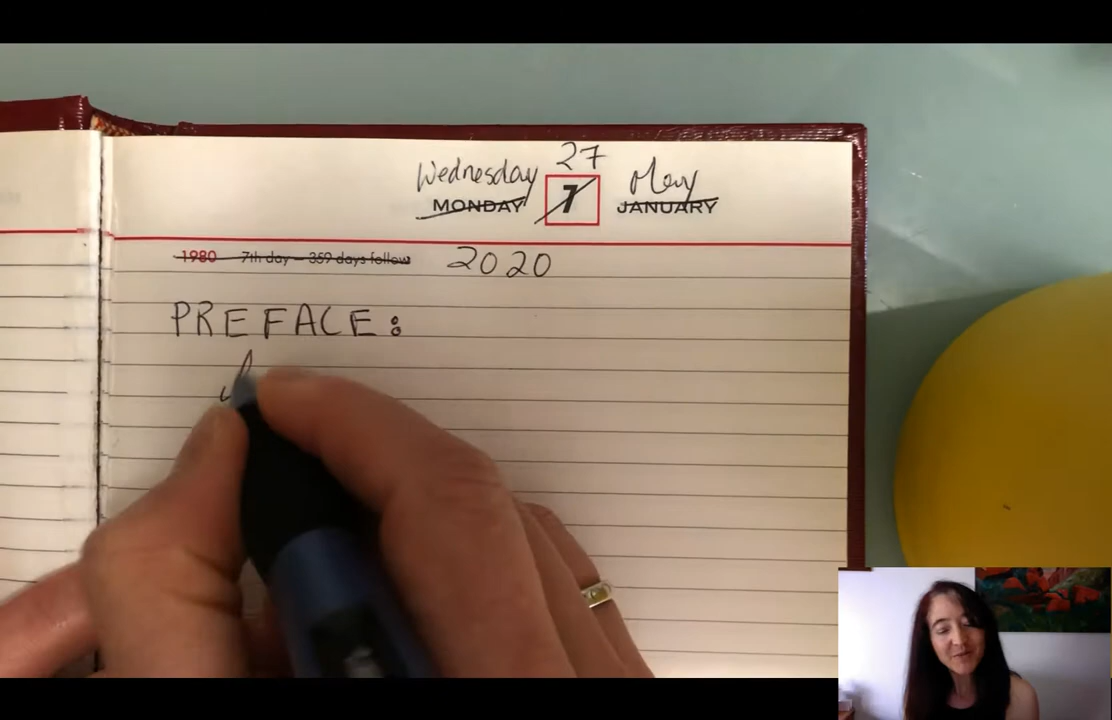 Wednesday 27 May
MONDAY 7 JANUARY
1980 7th day – 359 days follow 2020
PREFACE: